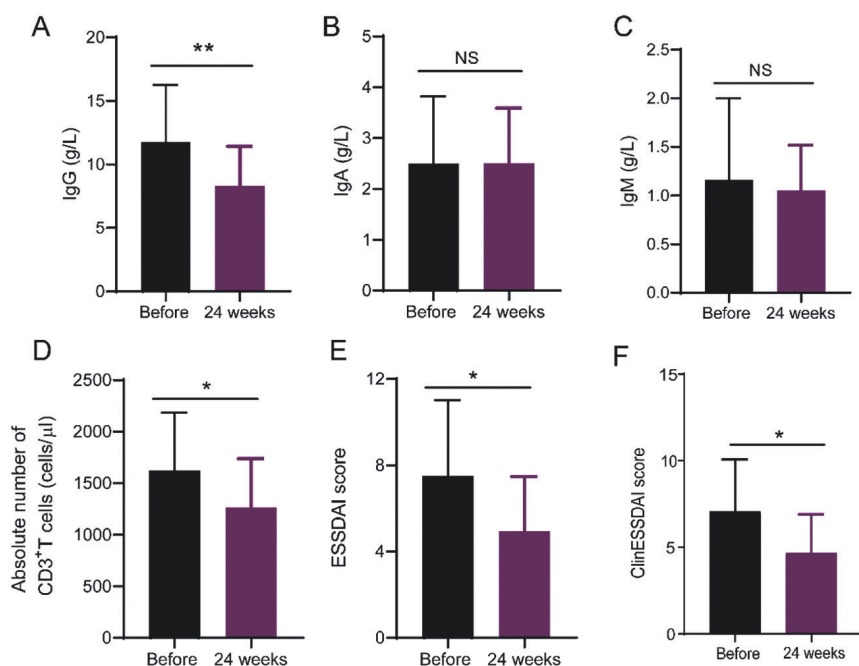 A
IgG (g/L)
20
15
10
5
0
**
Before
24 weeks
B
IgA (g/L)
5
4
3
2
1
0
NS
Before
24 weeks
C
IgM (g/L)
2.5
2.0
1.5
1.0
0.5
0.0
NS
Before
24 weeks
D
Absolute number of
CD3⁺T cells (cells/μl)
2500
2000
1500
1000
500
0
*
Before
24 weeks
E
ESSDAI score
12
8
4
0
*
Before
24 weeks
F
ClinESSDAI score
15
10
5
0
*
Before
24 weeks